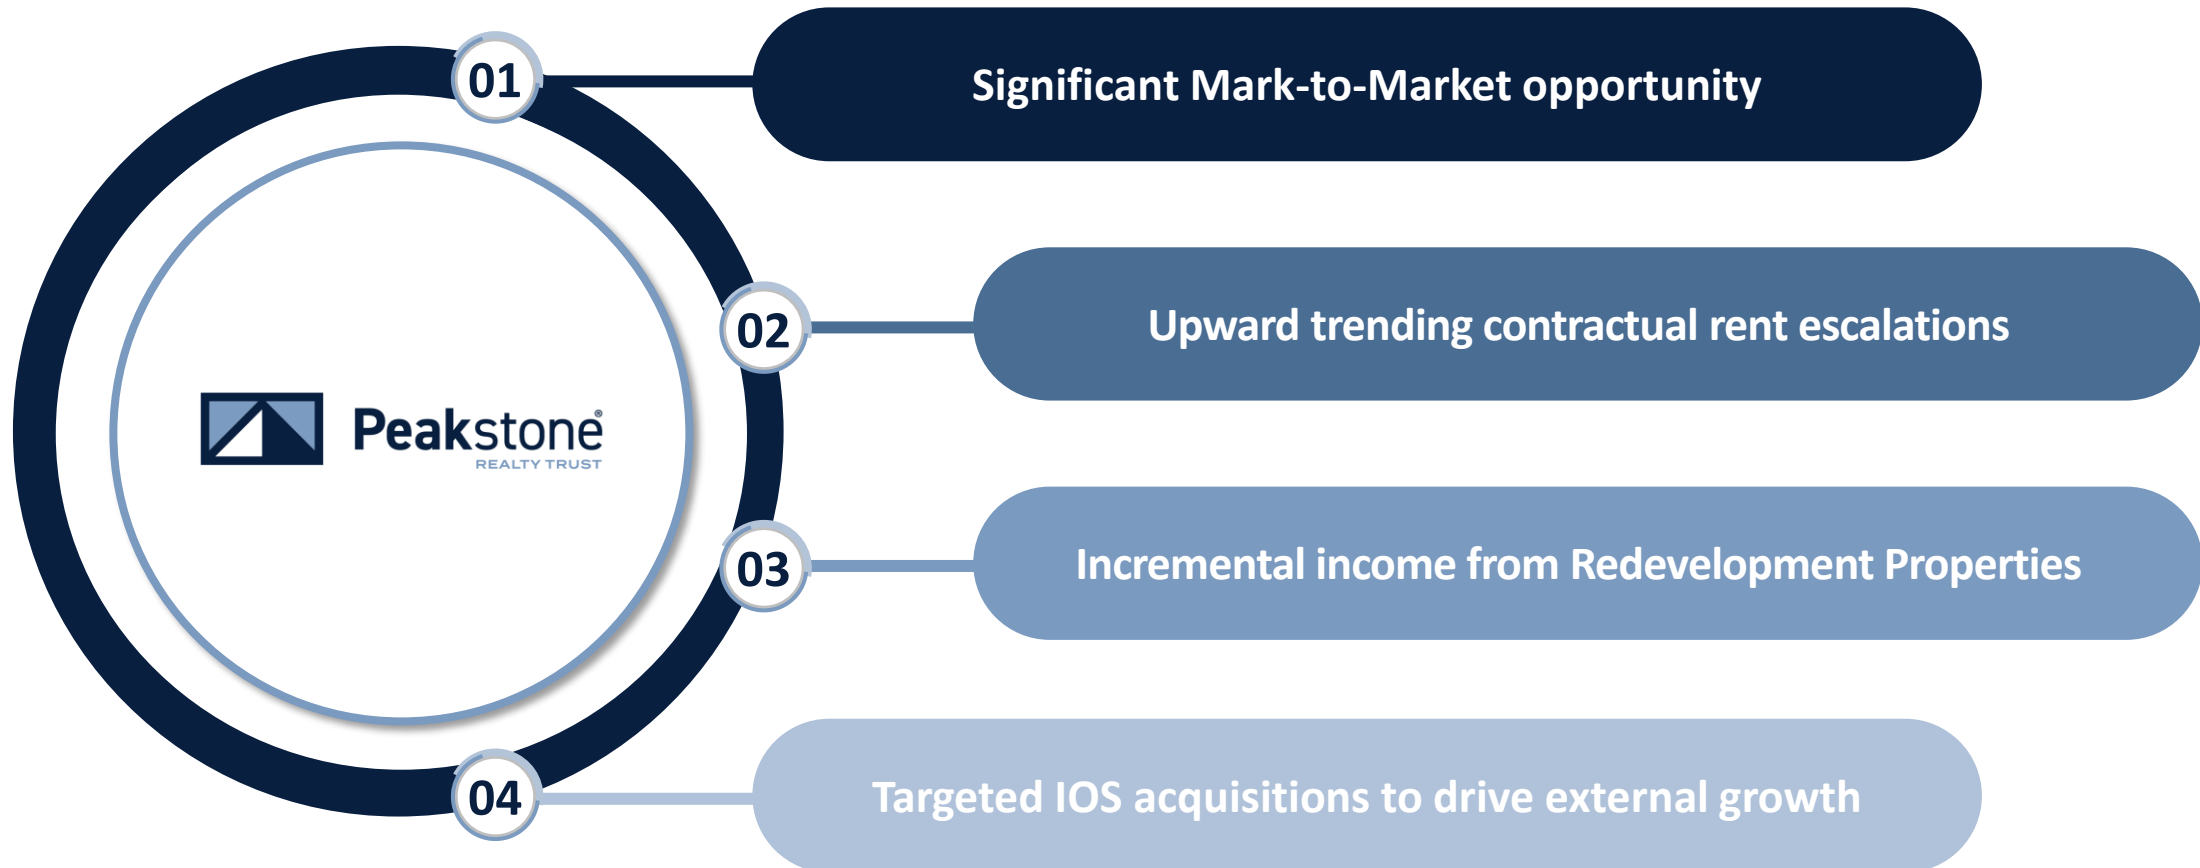 01
Significant Mark-to-Market opportunity
02
Upward trending contractual rent escalations
Peakstone®
REALTY TRUST
03
Incremental income from Redevelopment Properties
04
Targeted IOS acquisitions to drive external growth